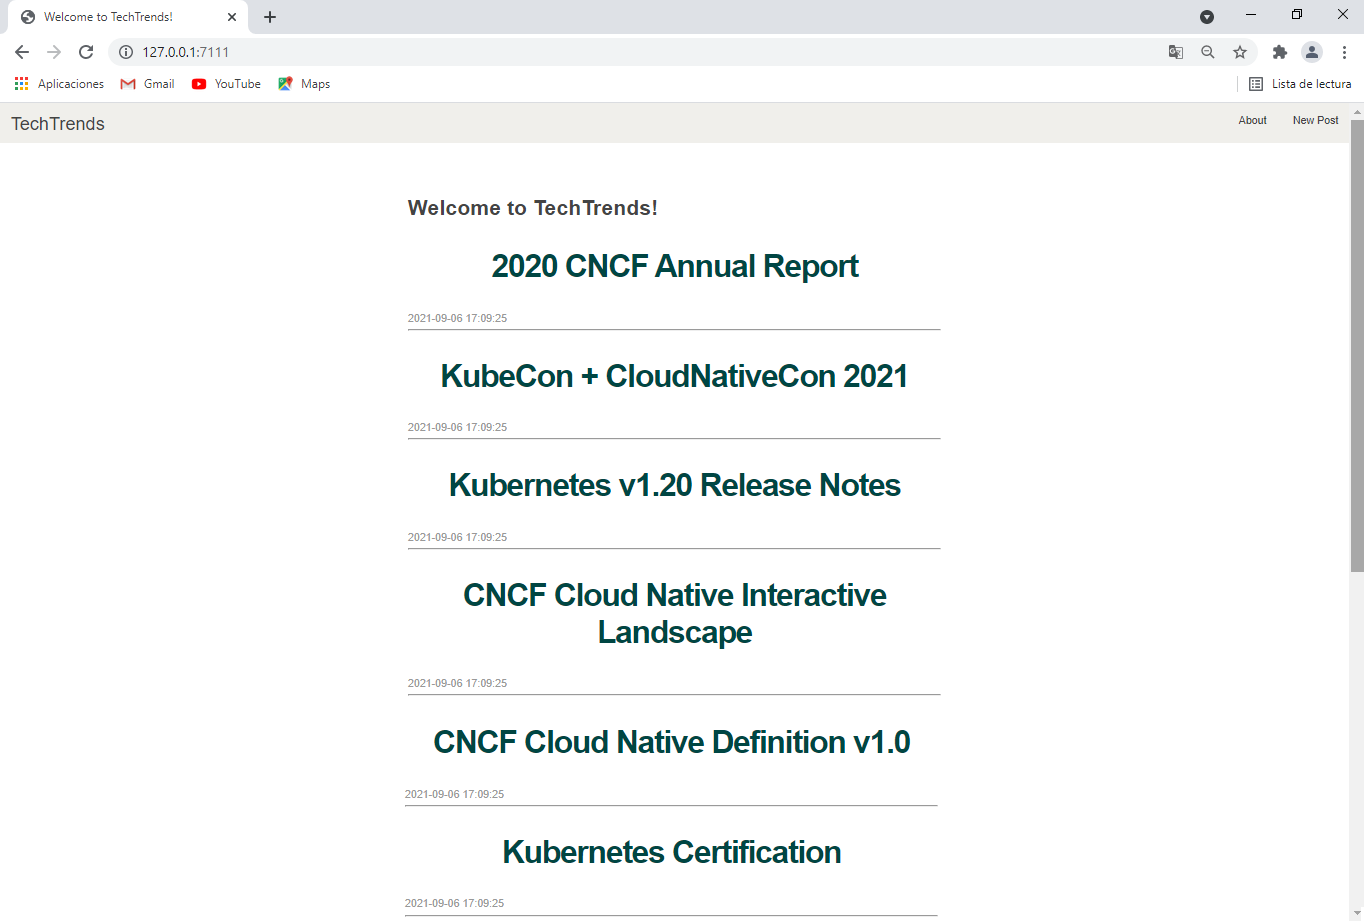 Welcome to TechTrends!
127.0.0.1:7111
Aplicaciones Gmail YouTube Maps Lista de lectura
TechTrends About New Post
Welcome to TechTrends!
2020 CNCF Annual Report
2021-09-06 17:09:25
KubeCon + CloudNativeCon 2021
2021-09-06 17:09:25
Kubernetes v1.20 Release Notes
2021-09-06 17:09:25
CNCF Cloud Native Interactive
Landscape
2021-09-06 17:09:25
CNCF Cloud Native Definition v1.0
2021-09-06 17:09:25
Kubernetes Certification
2021-09-06 17:09:25